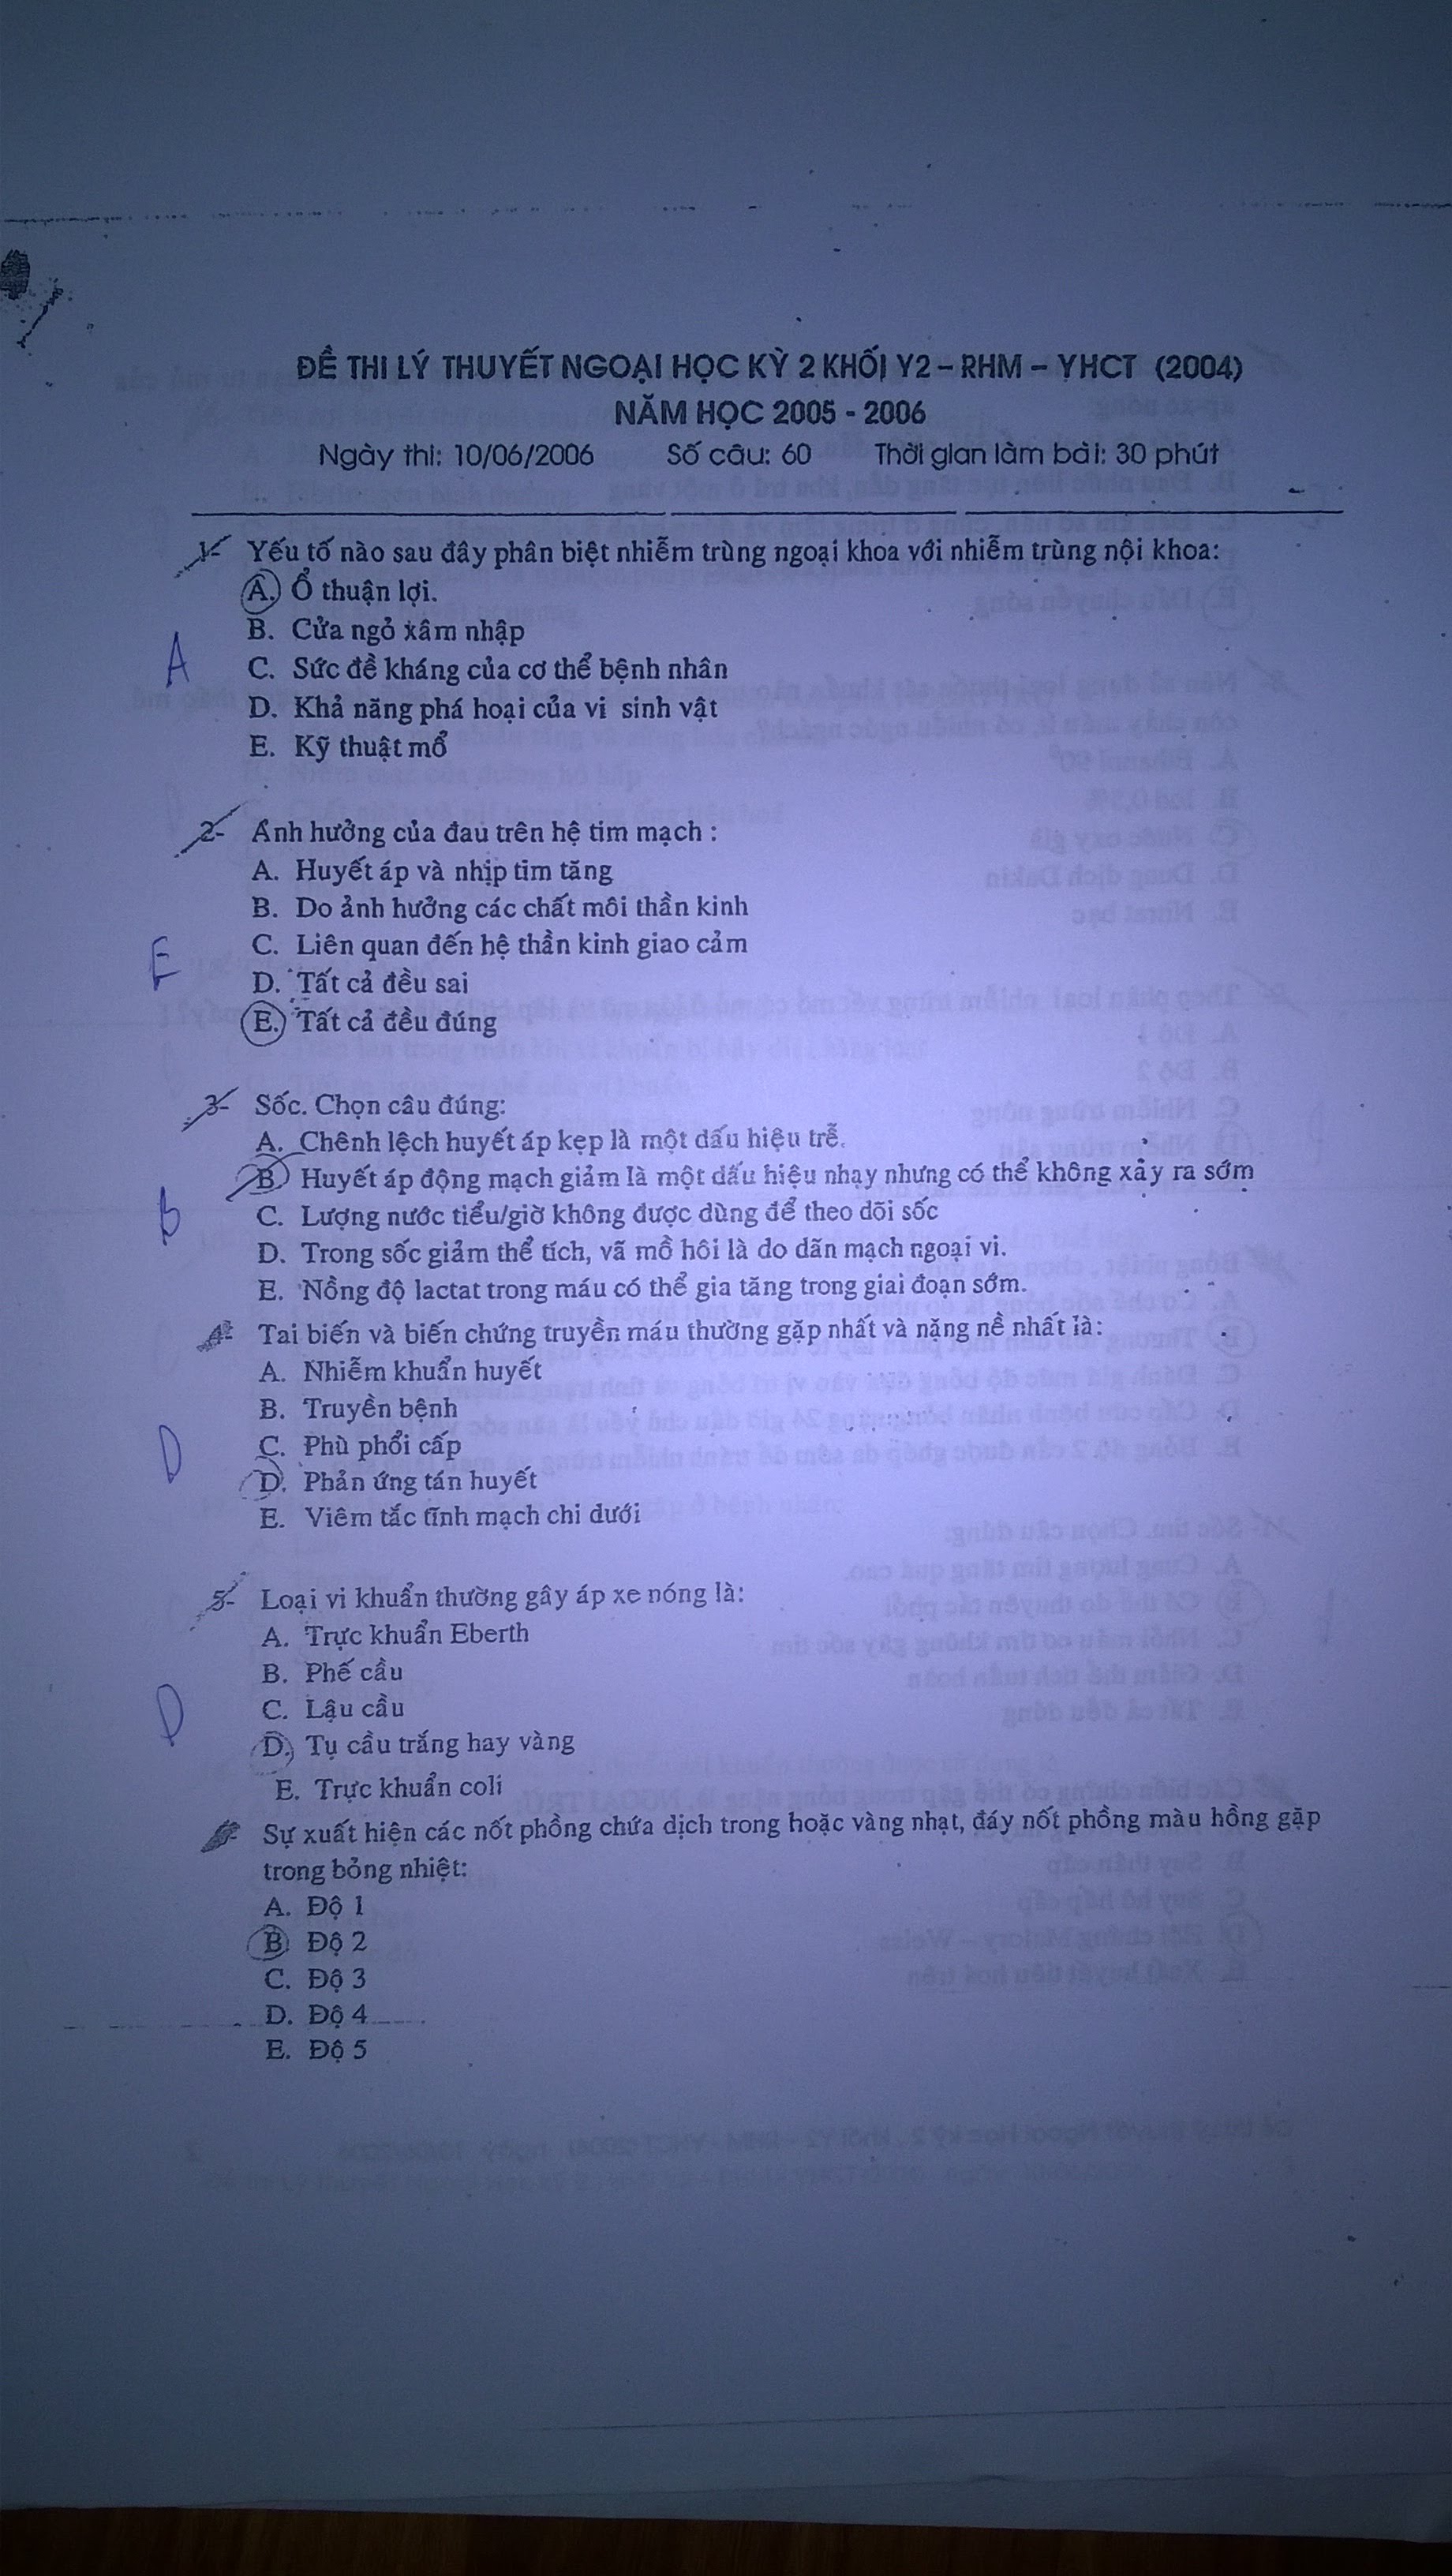 ĐỀ THI LÝ THUYẾT NGOẠI HỌC KỲ 2 KHỐI Y2 – RHM – YHCT (2004)
NĂM HỌC 2005 - 2006
Ngày thi: 10/06/2006 Số câu: 60 Thời gian làm bài: 30 phút
1- Yếu tố nào sau đây phân biệt nhiễm trùng ngoại khoa với nhiễm trùng nội khoa:
A. Ổ thuận lợi.
B. Cửa ngỏ xâm nhập
A
C. Sức đề kháng của cơ thể bệnh nhân
D. Khả năng phá hoại của vi sinh vật
E. Kỹ thuật mổ
2- Ảnh hưởng của đau trên hệ tim mạch :
A. Huyết áp và nhịp tim tăng
B. Do ảnh hưởng các chất môi thần kinh
C. Liên quan đến hệ thần kinh giao cảm
E
D. Tất cả đều sai
E. Tất cả đều đúng
3- Sốc. Chọn câu đúng:
A. Chênh lệch huyết áp kẹp là một dấu hiệu trễ.
B. Huyết áp động mạch giảm là một dấu hiệu nhạy nhưng có thể không xảy ra sớm
B
C. Lượng nước tiểu/giờ không được dùng để theo dõi sốc
D. Trong sốc giảm thể tích, vã mồ hôi là do dãn mạch ngoại vi.
E. Nồng độ lactat trong máu có thể gia tăng trong giai đoạn sớm.
4- Tai biến và biến chứng truyền máu thường gặp nhất và nặng nề nhất là:
A. Nhiễm khuẩn huyết
B. Truyền bệnh
D
C. Phù phổi cấp
D. Phản ứng tán huyết
E. Viêm tắc tĩnh mạch chi dưới
5- Loại vi khuẩn thường gây áp xe nóng là:
A. Trực khuẩn Eberth
B. Phế cầu
D
C. Lậu cầu
D. Tụ cầu trắng hay vàng
E. Trực khuẩn coli
Sự xuất hiện các nốt phồng chứa dịch trong hoặc vàng nhạt, đáy nốt phồng màu hồng gặp
trong bỏng nhiệt:
A. Độ 1
B. Độ 2
C. Độ 3
D. Độ 4
E. Độ 5